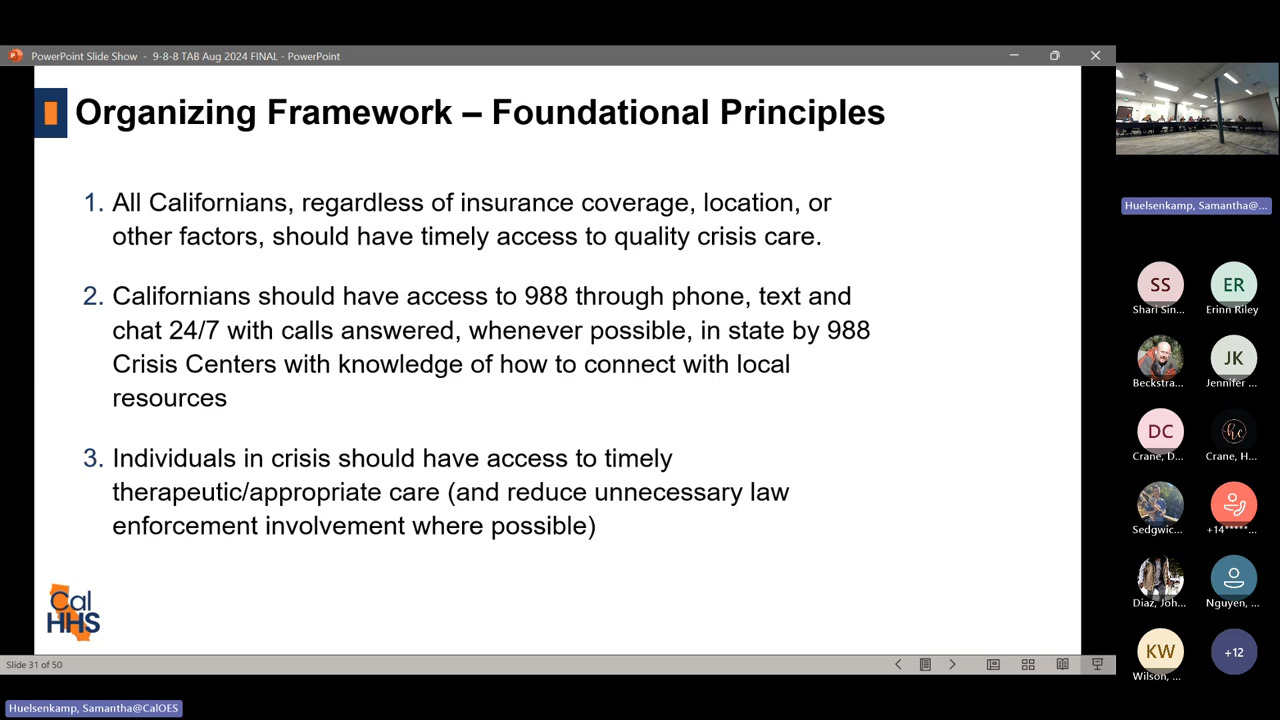 PowerPoint Slide Show - 9-8-8 TAB Aug 2024 FINAL - PowerPoint
Organizing Framework – Foundational Principles
1. All Californians, regardless of insurance coverage, location, or
other factors, should have timely access to quality crisis care.
2. Californians should have access to 988 through phone, text and
chat 24/7 with calls answered, whenever possible, in state by 988
Crisis Centers with knowledge of how to connect with local
resources
3. Individuals in crisis should have access to timely
therapeutic/appropriate care (and reduce unnecessary law
enforcement involvement where possible)
Cal
HHS
Slide 31 of 50
Huelsenkamp, Samantha@CalOES
Huelsenkamp, Samantha@...
SS
Shari Sin...
ER
Erinn Riley
Beckstra...
JK
Jennifer ...
DC
Crane, D...
hc
Crane, H...
Sedgwic...
+14*****...
Diaz, Joh...
Nguyen, ...
KW
Wilson, ...
+12